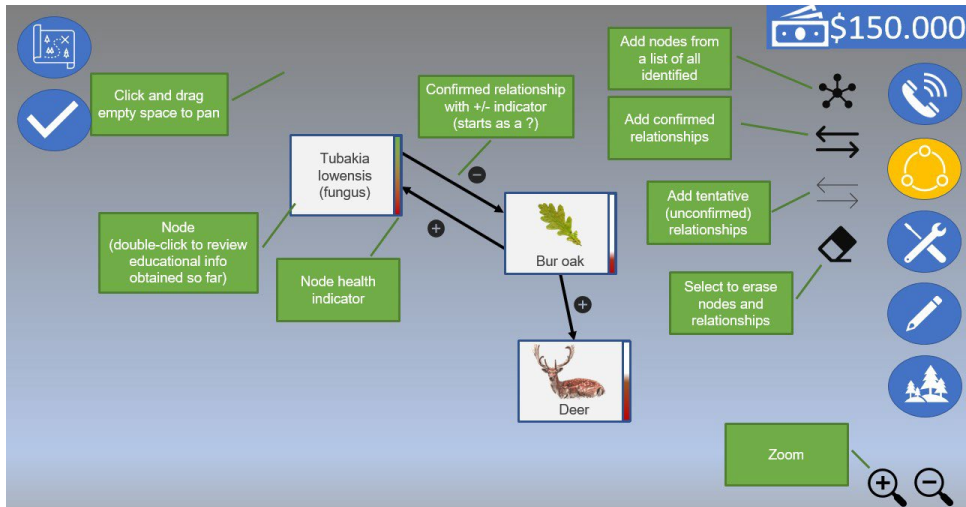 $150.000
Add nodes from
a list of all
identified
Click and drag
empty space to pan
Confirmed relationship
with +/- indicator
(starts as a ?)
Add confirmed
relationships
Tubakia
lowensis
(fungus)
−
Add tentative
(unconfirmed)
relationships
Node
(double-click to review
educational info
obtained so far)
+
Bur oak
Node health
indicator
Select to erase
nodes and
relationships
+
Deer
Zoom